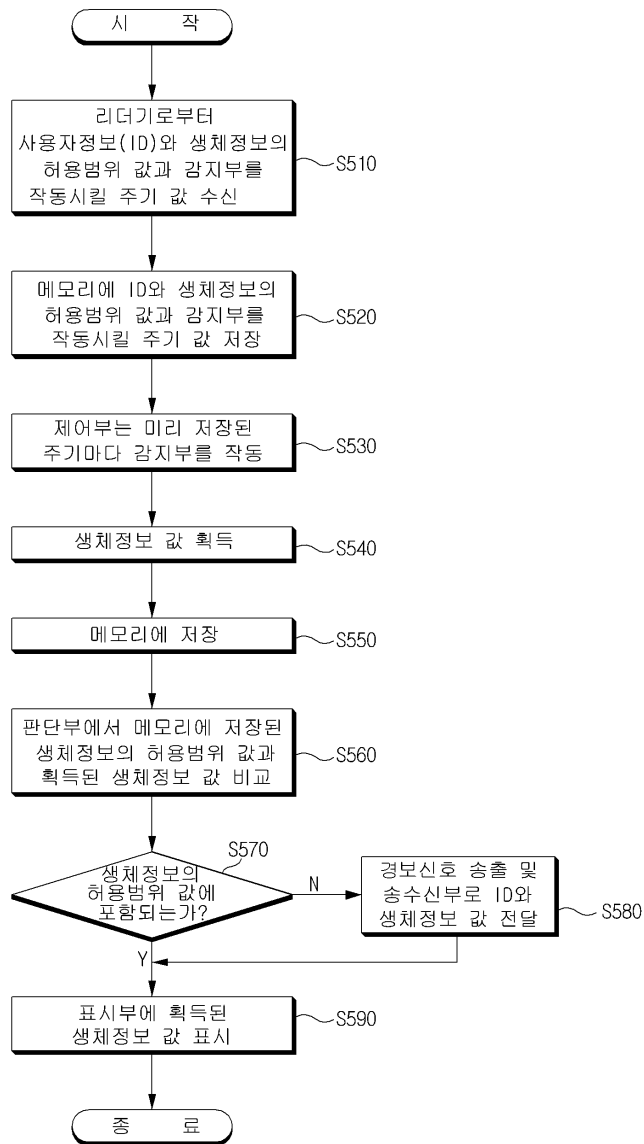 시 작
리더기로부터
사용자정보(ID)와 생체정보의
허용범위 값과 감지부를
작동시킬 주기 값 수신
S510
메모리에 ID와 생체정보의
허용범위 값과 감지부를
작동시킬 주기 값 저장
S520
제어부는 미리 저장된
주기마다 감지부를 작동
S530
생체정보 값 획득
S540
메모리에 저장
S550
판단부에서 메모리에 저장된
생체정보의 허용범위 값과
획득된 생체정보 값 비교
S560
S570
생체정보의
허용범위 값에
포함되는가?
N
경보신호 송출 및
송수신부로 ID와
생체정보 값 전달
S580
Y
표시부에 획득된
생체정보 값 표시
S590
종 료